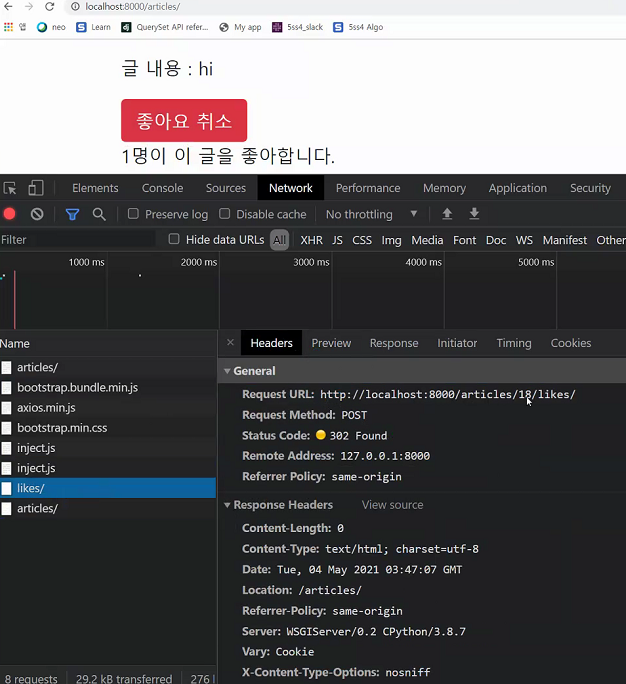 localhost:8000/articles/
앱 neo Learn QuerySet API refer... My app 5ss4_slack 5ss4 Algo
글 내용 : hi
좋아요 취소
1명이 이 글을 좋아합니다.
Elements Console Sources Network Performance Memory Application Security
Preserve log Disable cache No throttling
Filter Hide data URLs All XHR JS CSS Img Media Font Doc WS Manifest Other
1000 ms 2000 ms 3000 ms 4000 ms 5000 ms
Name
articles/
bootstrap.bundle.min.js
axios.min.js
bootstrap.min.css
inject.js
inject.js
likes/
articles/
8 requests 29.2 kB transferred 276
Headers Preview Response Initiator Timing Cookies
General
Request URL: http://localhost:8000/articles/18/likes/
Request Method: POST
Status Code: 302 Found
Remote Address: 127.0.0.1:8000
Referrer Policy: same-origin
Response Headers View source
Content-Length: 0
Content-Type: text/html; charset=utf-8
Date: Tue, 04 May 2021 03:47:07 GMT
Location: /articles/
Referrer-Policy: same-origin
Server: WSGIServer/0.2 CPython/3.8.7
Vary: Cookie
X-Content-Type-Options: nosniff